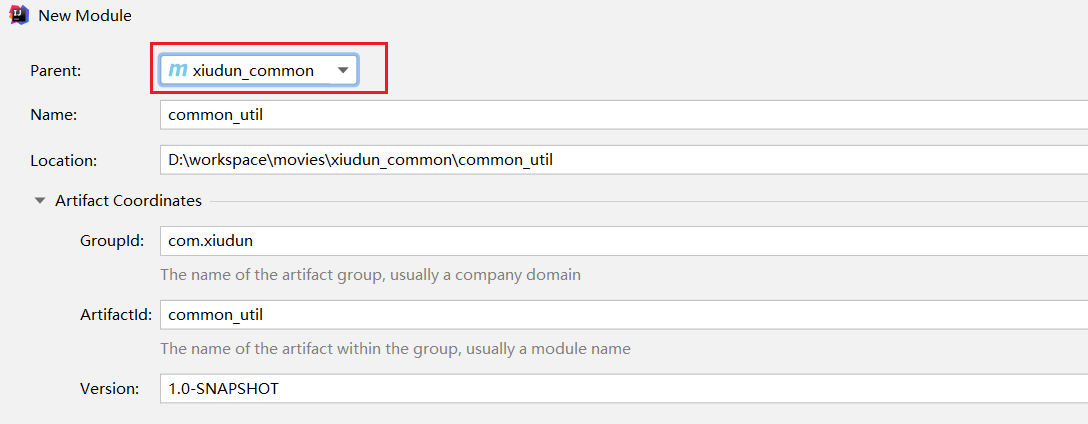 New Module
Parent: m xiudun_common
Name: common_util
Location: D:\workspace\movies\xiudun_common\common_util
Artifact Coordinates
GroupId: com.xiudun
The name of the artifact group, usually a company domain
ArtifactId: common_util
The name of the artifact within the group, usually a module name
Version: 1.0-SNAPSHOT